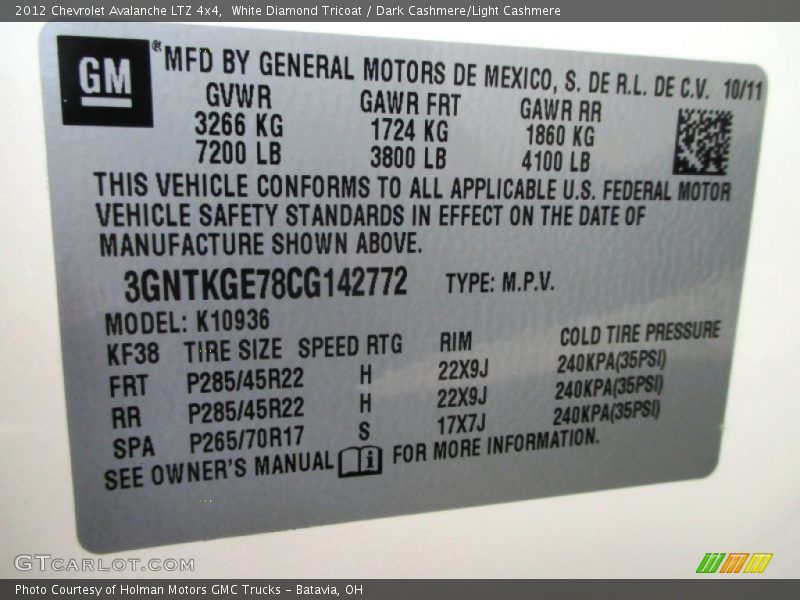 2012 Chevrolet Avalanche LTZ 4x4, White Diamond Tricoat / Dark Cashmere/Light Cashmere
GM ® MFD BY GENERAL MOTORS DE MEXICO, S. DE R.L. DE C.V. 10/11
GVWR GAWR FRT GAWR RR
3266 KG 1724 KG 1860 KG
7200 LB 3800 LB 4100 LB
THIS VEHICLE CONFORMS TO ALL APPLICABLE U.S. FEDERAL MOTOR
VEHICLE SAFETY STANDARDS IN EFFECT ON THE DATE OF
MANUFACTURE SHOWN ABOVE.
3GNTKGE78CG142772 TYPE: M.P.V.
MODEL: K10936
KF38 TIRE SIZE SPEED RTG RIM COLD TIRE PRESSURE
FRT P285/45R22 H 22X9J 240KPA(35PSI)
RR P285/45R22 H 22X9J 240KPA(35PSI)
SPA P265/70R17 S 17X7J 240KPA(35PSI)
SEE OWNER'S MANUAL i FOR MORE INFORMATION.
GTCARLOT.COM
Photo Courtesy of Holman Motors GMC Trucks - Batavia, OH